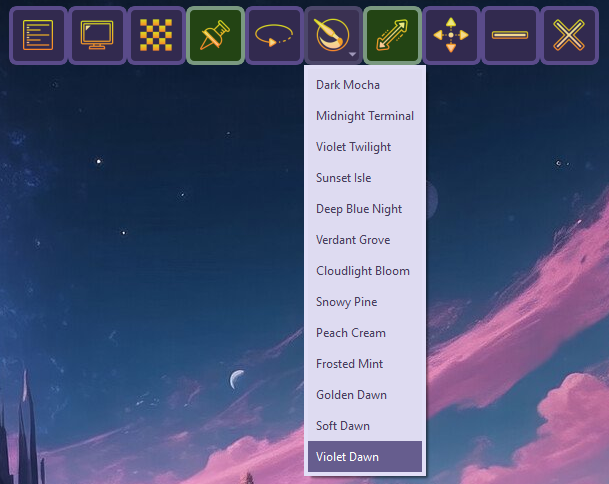 Dark Mocha
Midnight Terminal
Violet Twilight
Sunset Isle
Deep Blue Night
Verdant Grove
Cloudlight Bloom
Snowy Pine
Peach Cream
Frosted Mint
Golden Dawn
Soft Dawn
Violet Dawn